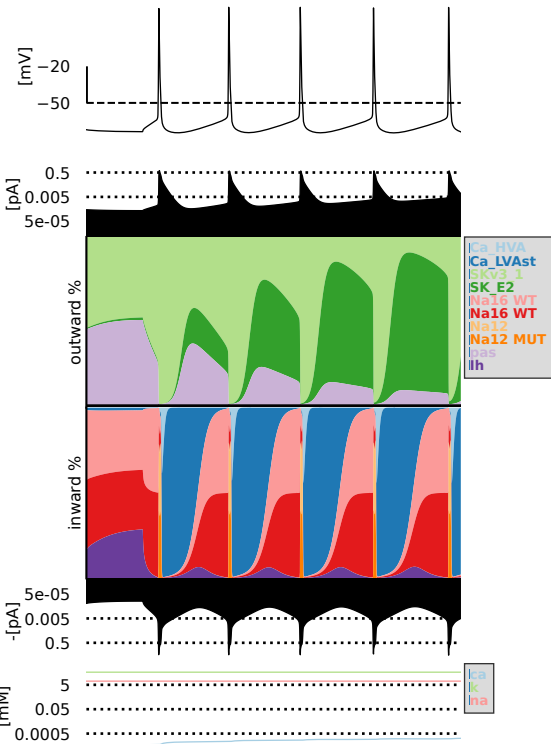 [mV]
−20
−50
[pA]
0.5
0.005
5e-05
outward %
Ca_HVA
Ca_LVAst
SKv3_1
SK_E2
Na16 WT
Na16 WT
Na12
Na12 MUT
pas
Ih
inward %
-[pA]
5e-05
0.005
0.5
[mM]
5
0.05
0.0005
ca
k
na